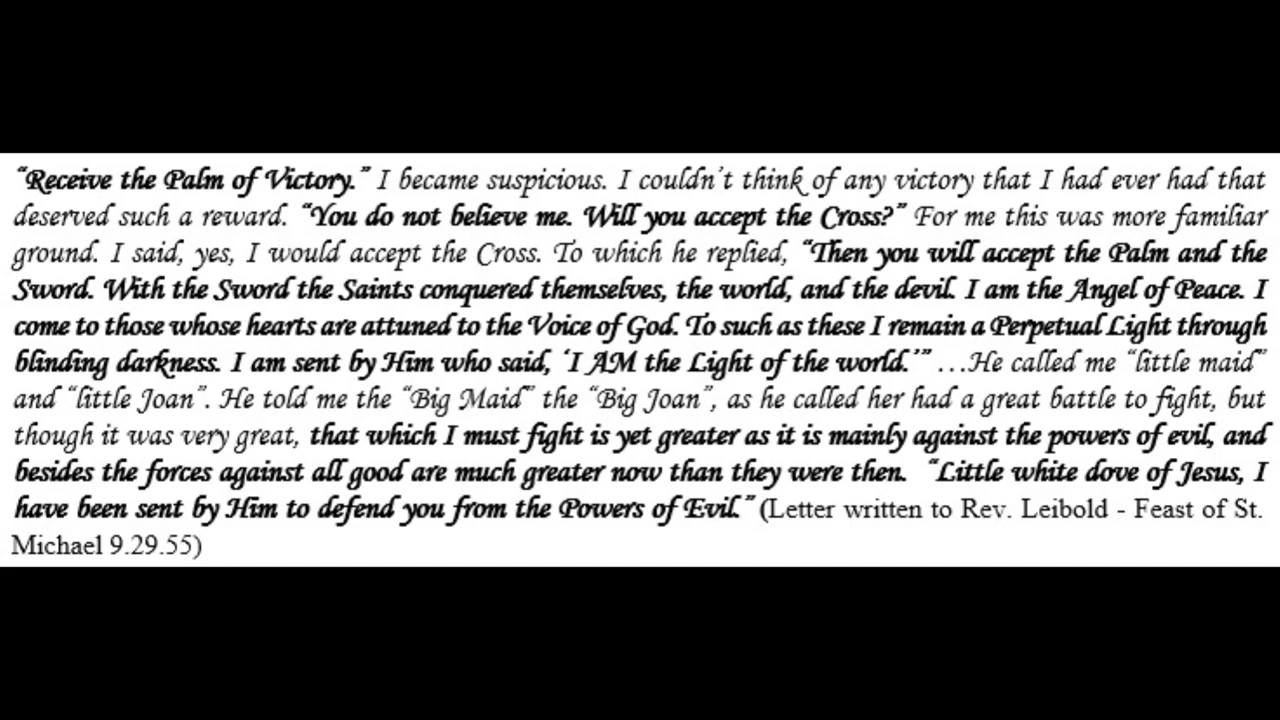 “Receive the Palm of Victory.” I became suspicious. I couldn’t think of any victory that I had ever had that
deserved such a reward. “You do not believe me. Will you accept the Cross?” For me this was more familiar
ground. I said, yes, I would accept the Cross. To which he replied, “Then you will accept the Palm and the
Sword. With the Sword the Saints conquered themselves, the world, and the devil. I am the Angel of Peace. I
come to those whose hearts are attuned to the Voice of God. To such as these I remain a Perpetual Light through
blinding darkness. I am sent by Him who said, ‘I AM the Light of the world.’” …He called me “little maid”
and “little Joan”. He told me the “Big Maid” the “Big Joan”, as he called her had a great battle to fight, but
though it was very great, that which I must fight is yet greater as it is mainly against the powers of evil, and
besides the forces against all good are much greater now than they were then. “Little white dove of Jesus, I
have been sent by Him to defend you from the Powers of Evil.” (Letter written to Rev. Leibold - Feast of St.
Michael 9.29.55)